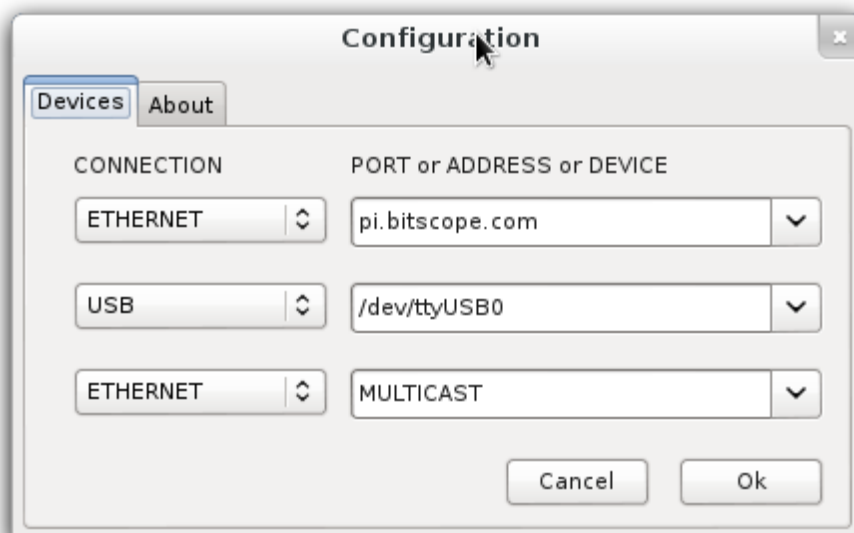 Configuration
Devices About
CONNECTION PORT or ADDRESS or DEVICE
ETHERNET pi.bitscope.com
USB /dev/ttyUSB0
ETHERNET MULTICAST
Cancel Ok